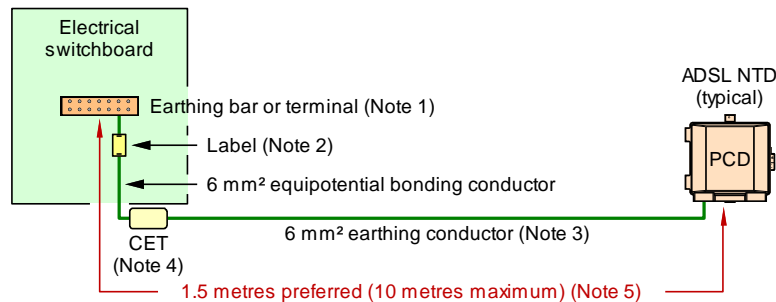 Electrical
switchboard
Earthing bar or terminal (Note 1)
Label (Note 2)
6 mm² equipotential bonding conductor
ADSL NTD
(typical)
PCD
CET
(Note 4)
6 mm² earthing conductor (Note 3)
1.5 metres preferred (10 metres maximum) (Note 5)